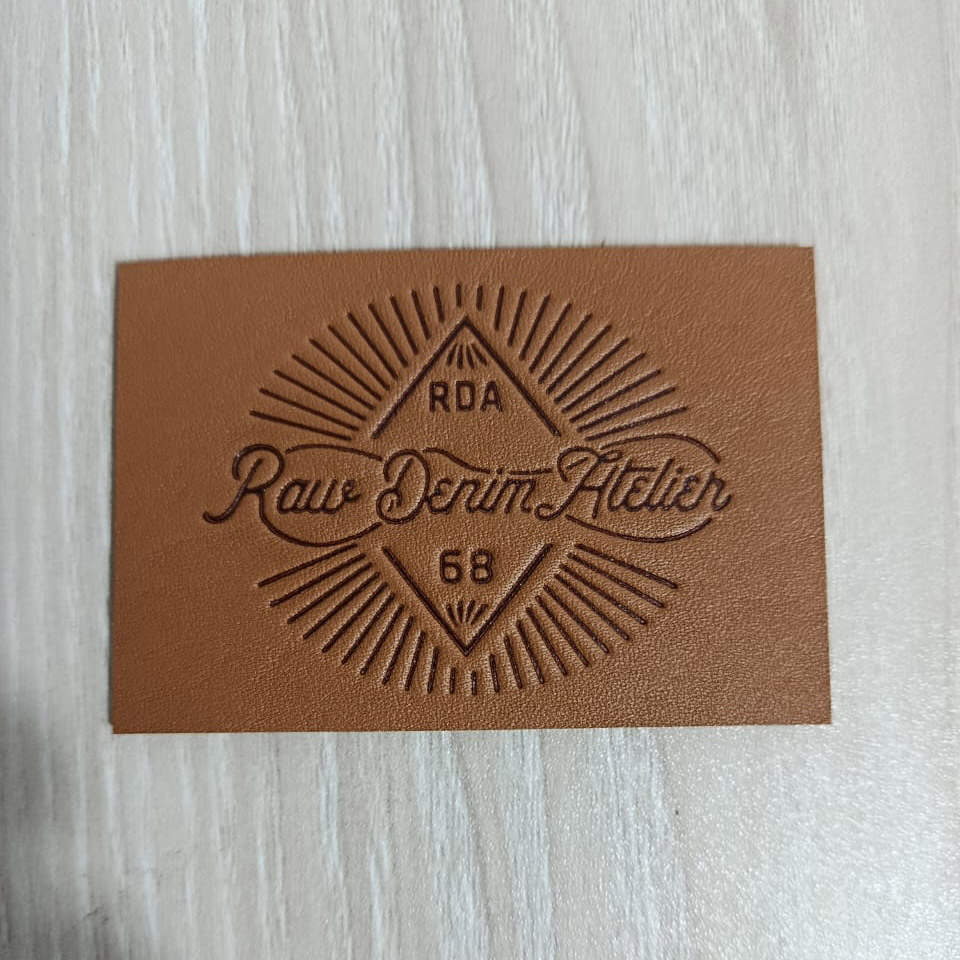 RDA
Raw Denim Atelier
68